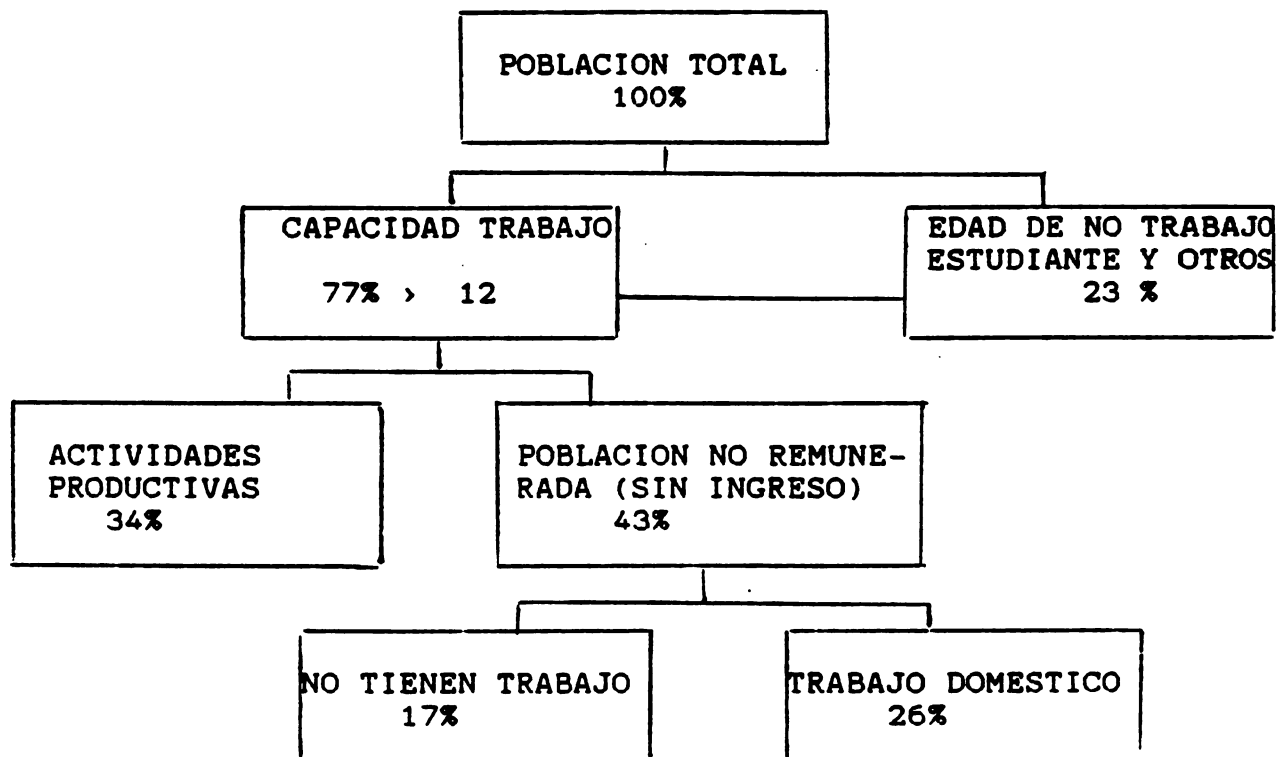 POBLACION TOTAL
100%
CAPACIDAD TRABAJO
77% > 12
EDAD DE NO TRABAJO
ESTUDIANTE Y OTROS
23 %
ACTIVIDADES
PRODUCTIVAS
34%
POBLACION NO REMUNE-
RADA (SIN INGRESO)
43%
NO TIENEN TRABAJO
17%
TRABAJO DOMESTICO
26%